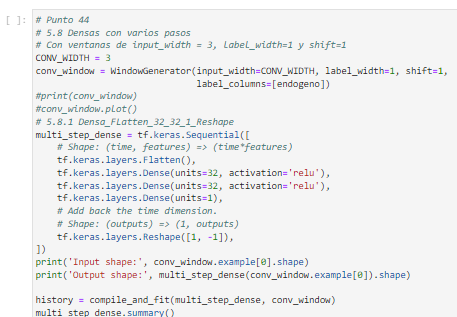 [ ]: # Punto 44
# 5.8 Densas con varios pasos
# Con ventanas de input_width = 3, Label_width=1 y shift=1
CONV_WIDTH = 3
conv_window = WindowGenerator(input_width=CONV_WIDTH, label_width=1, shift=1,
label_columns=[endogeno])
#print(conv_window)
#conv_window.plot()
# 5.8.1 Densa_FLatten_32_32_1_Reshape
multi_step_dense = tf.keras.Sequential([
# Shape: (time, features) => (time*features)
tf.keras.layers.Flatten(),
tf.keras.layers.Dense(units=32, activation='relu'),
tf.keras.layers.Dense(units=32, activation='relu'),
tf.keras.layers.Dense(units=1),
# Add back the time dimension.
# Shape: (outputs) => (1, outputs)
tf.keras.layers.Reshape([1, -1]),
])
print('Input shape:', conv_window.example[0].shape)
print('Output shape:', multi_step_dense(conv_window.example[0]).shape)
history = compile_and_fit(multi_step_dense, conv_window)
multi_step_dense.summary()